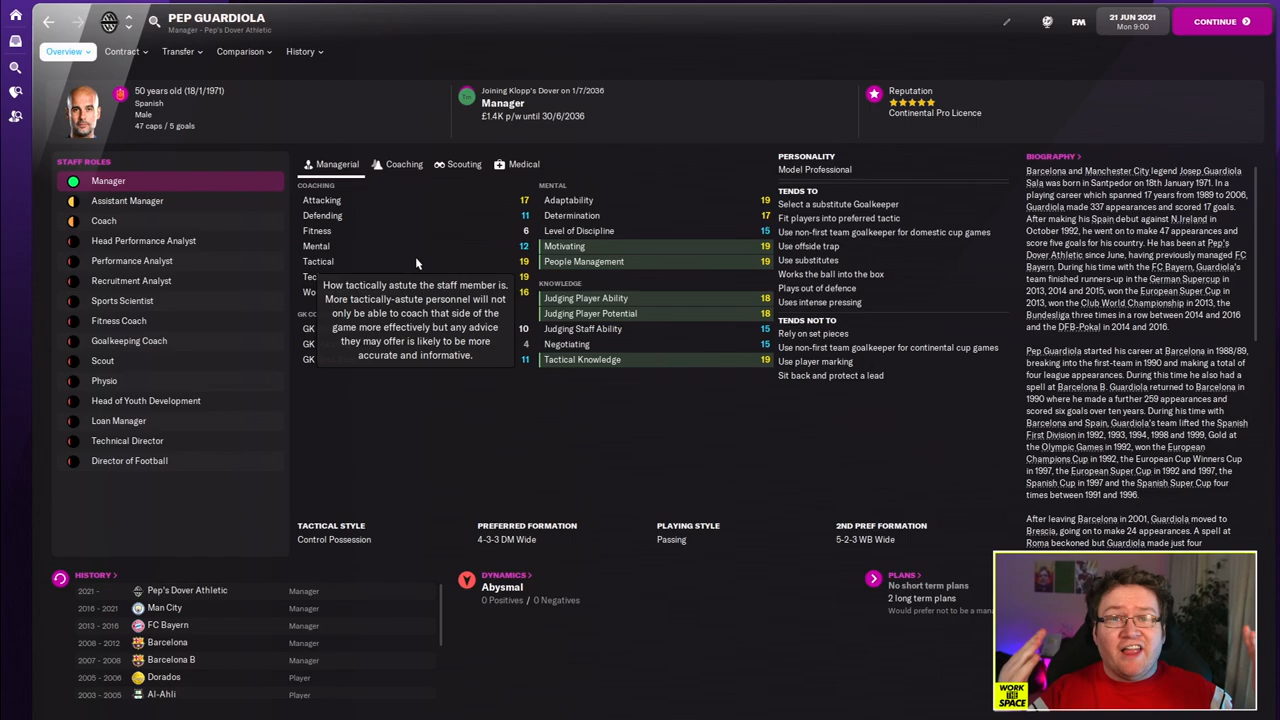 PEP GUARDIOLA
Manager - Pep's Dover Athletic
FM
21 JUN 2021
Mon 9:00
CONTINUE
Overview
Contract
Transfer
Comparison
History
50 years old (18/1/1971)
Spanish
Male
47 caps / 5 goals
Tm
Joining Klopp's Dover on 1/7/2036
Manager
£1.4K p/w until 30/6/2036
Reputation
Continental Pro Licence
STAFF ROLES
Manager
Assistant Manager
Coach
Head Performance Analyst
Performance Analyst
Recruitment Analyst
Sports Scientist
Fitness Coach
Goalkeeping Coach
Scout
Physio
Head of Youth Development
Loan Manager
Technical Director
Director of Football
Managerial
Coaching
Scouting
Medical
COACHING
Attacking 17
Defending 11
Fitness 6
Mental 12
Tactical 19
Tec 19
Wo 16
GK CO
GK 10
GK 4
GK 11
How tactically astute the staff member is.
More tactically-astute personnel will not
only be able to coach that side of the
game more effectively but any advice
they may offer is likely to be more
accurate and informative.
MENTAL
Adaptability 19
Determination 17
Level of Discipline 15
Motivating 19
People Management 19
KNOWLEDGE
Judging Player Ability 18
Judging Player Potential 18
Judging Staff Ability 15
Negotiating 15
Tactical Knowledge 19
PERSONALITY
Model Professional
TENDS TO
Select a substitute Goalkeeper
Fit players into preferred tactic
Use non-first team goalkeeper for domestic cup games
Use offside trap
Use substitutes
Works the ball into the box
Plays out of defence
Uses intense pressing
TENDS NOT TO
Rely on set pieces
Use non-first team goalkeeper for continental cup games
Use player marking
Sit back and protect a lead
BIOGRAPHY
Barcelona and Manchester City legend Josep Guardiola
Sala was born in Santpedor on 18th January 1971. In a
playing career which spanned 17 years from 1989 to 2006,
Guardiola made 337 appearances and scored 17 goals.
After making his Spain debut against N.Ireland in
October 1992, he went on to make 47 appearances and
score five goals for his country. He has been at Pep's
Dover Athletic since June, having previously managed FC
Bayern. During his time with the FC Bayern, Guardiola's
team finished runners-up in the German Supercup in
2013, 2014 and 2015, won the European Super Cup in
2013, won the Club World Championship in 2013, the
Bundesliga three times in a row between 2014 and 2016
and the DFB-Pokal in 2014 and 2016.
Pep Guardiola started his career at Barcelona in 1988/89,
breaking into the first-team in 1990 and making a total of
four league appearances. During this time he also had a
spell at Barcelona B. Guardiola returned to Barcelona in
1990 where he made a further 259 appearances and
scored six goals over ten years. During his time with
Barcelona and Spain, Guardiola's team lifted the Spanish
First Division in 1992, 1993, 1994, 1998 and 1999, Gold at
the Olympic Games in 1992, won the European
Champions Cup in 1992, the European Cup Winners Cup
in 1997, the European Super Cup in 1992 and 1997, the
Spanish Cup in 1997 and the Spanish Super Cup four
times between 1991 and 1996.
After leaving Barcelona in 2001, Guardiola moved to
Brescia, going on to make 24 appearances. A spell at
Roma beckoned but Guardiola made just four
TACTICAL STYLE
Control Possession
PREFERRED FORMATION
4-3-3 DM Wide
PLAYING STYLE
Passing
2ND PREF FORMATION
5-2-3 WB Wide
HISTORY
2021 - Pep's Dover Athletic Manager
2016 - 2021 Man City Manager
2013 - 2016 FC Bayern Manager
2008 - 2012 Barcelona Manager
2007 - 2008 Barcelona B Manager
2005 - 2006 Dorados Player
2003 - 2005 Al-Ahli Player
DYNAMICS
Abysmal
0 Positives / 0 Negatives
PLANS
No short term plans
2 long term plans
Would prefer not to be a mana
WORK
THE
SPACE